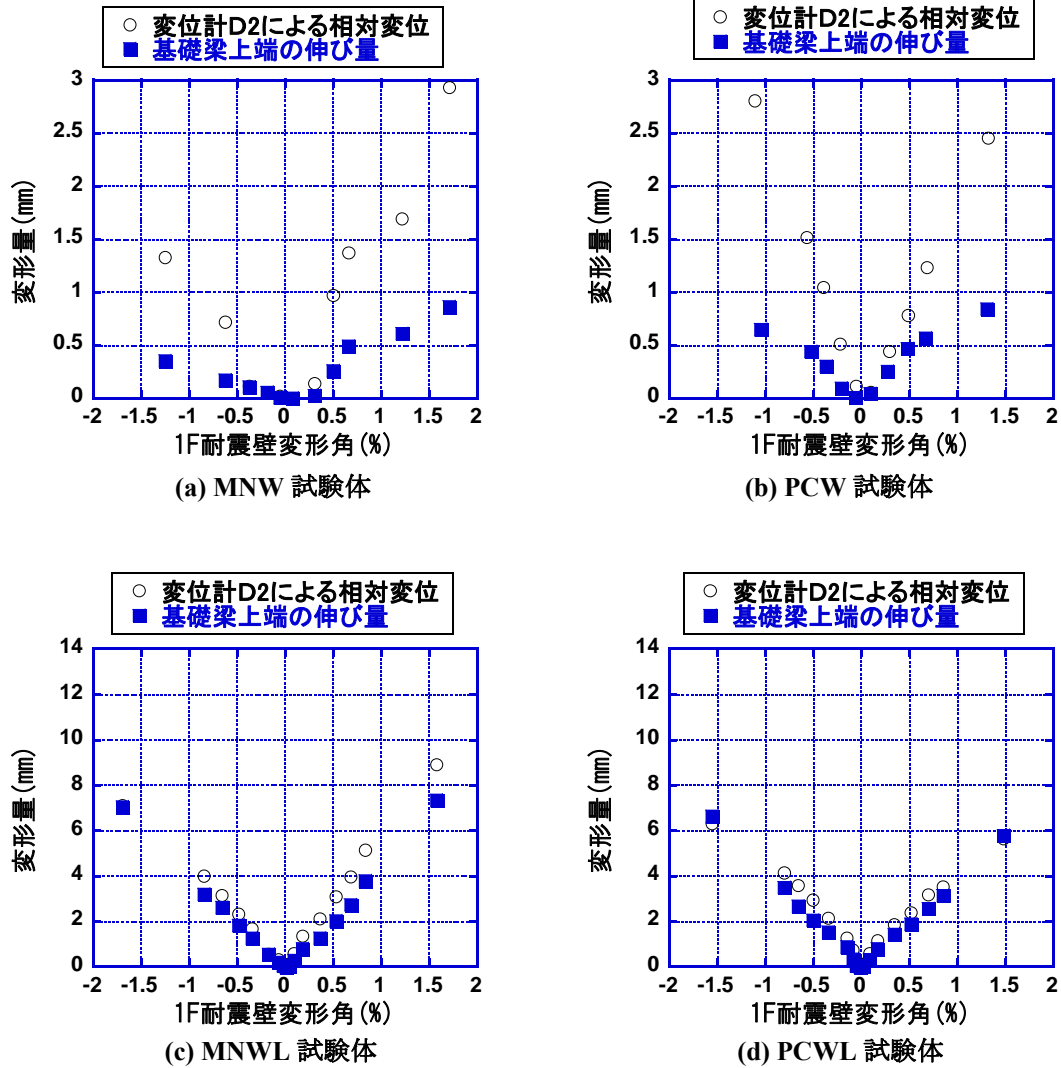 ○ 変位計D2による相対変位
■ 基礎梁上端の伸び量
3
2.5
2
1.5
1
0.5
0
変形量(mm)
-2 -1.5 -1 -0.5 0 0.5 1 1.5 2
1F耐震壁変形角(%)
(a) MNW 試験体
○ 変位計D2による相対変位
■ 基礎梁上端の伸び量
3
2.5
2
1.5
1
0.5
0
変形量(mm)
-2 -1.5 -1 -0.5 0 0.5 1 1.5 2
1F耐震壁変形角(%)
(b) PCW 試験体
○ 変位計D2による相対変位
■ 基礎梁上端の伸び量
14
12
10
8
6
4
2
0
変形量(mm)
-2 -1.5 -1 -0.5 0 0.5 1 1.5 2
1F耐震壁変形角(%)
(c) MNWL 試験体
○ 変位計D2による相対変位
■ 基礎梁上端の伸び量
14
12
10
8
6
4
2
0
変形量(mm)
-2 -1.5 -1 -0.5 0 0.5 1 1.5 2
1F耐震壁変形角(%)
(d) PCWL 試験体